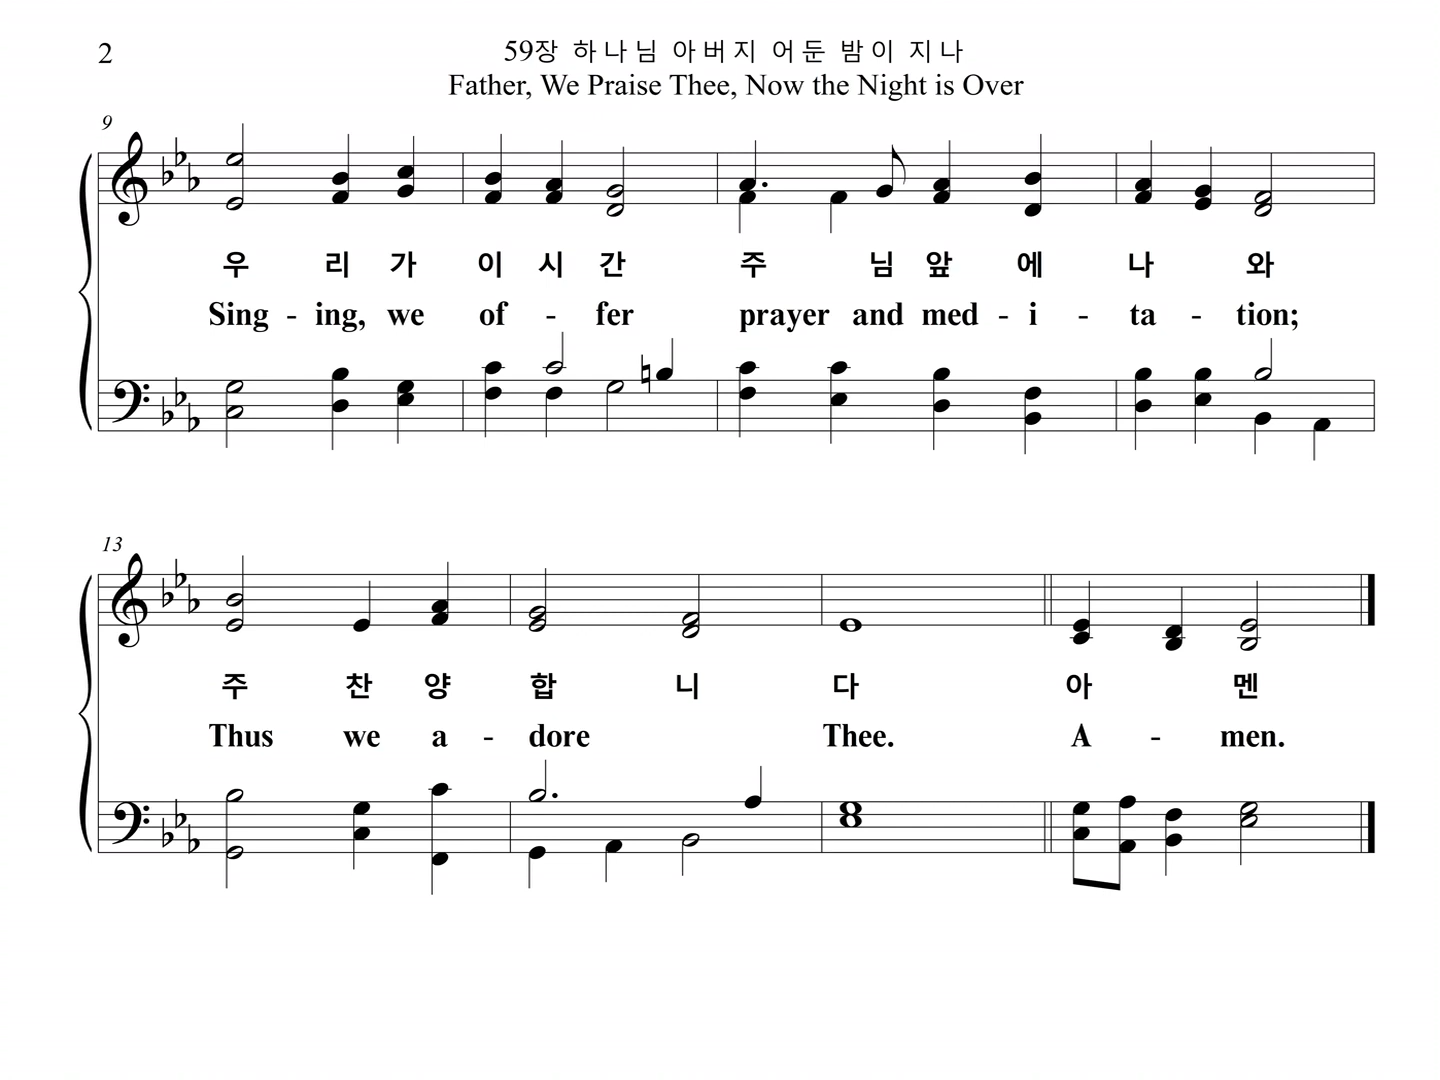 2
59장 하나님 아버지 어둔 밤이 지나
Father, We Praise Thee, Now the Night is Over
9
우 리 가 이 시 간 주 님 앞 에 나 와
Sing - ing, we of - fer prayer and med - i - ta - tion;
13
주 찬 양 합 니 다 아 멘
Thus we a - dore Thee. A - men.